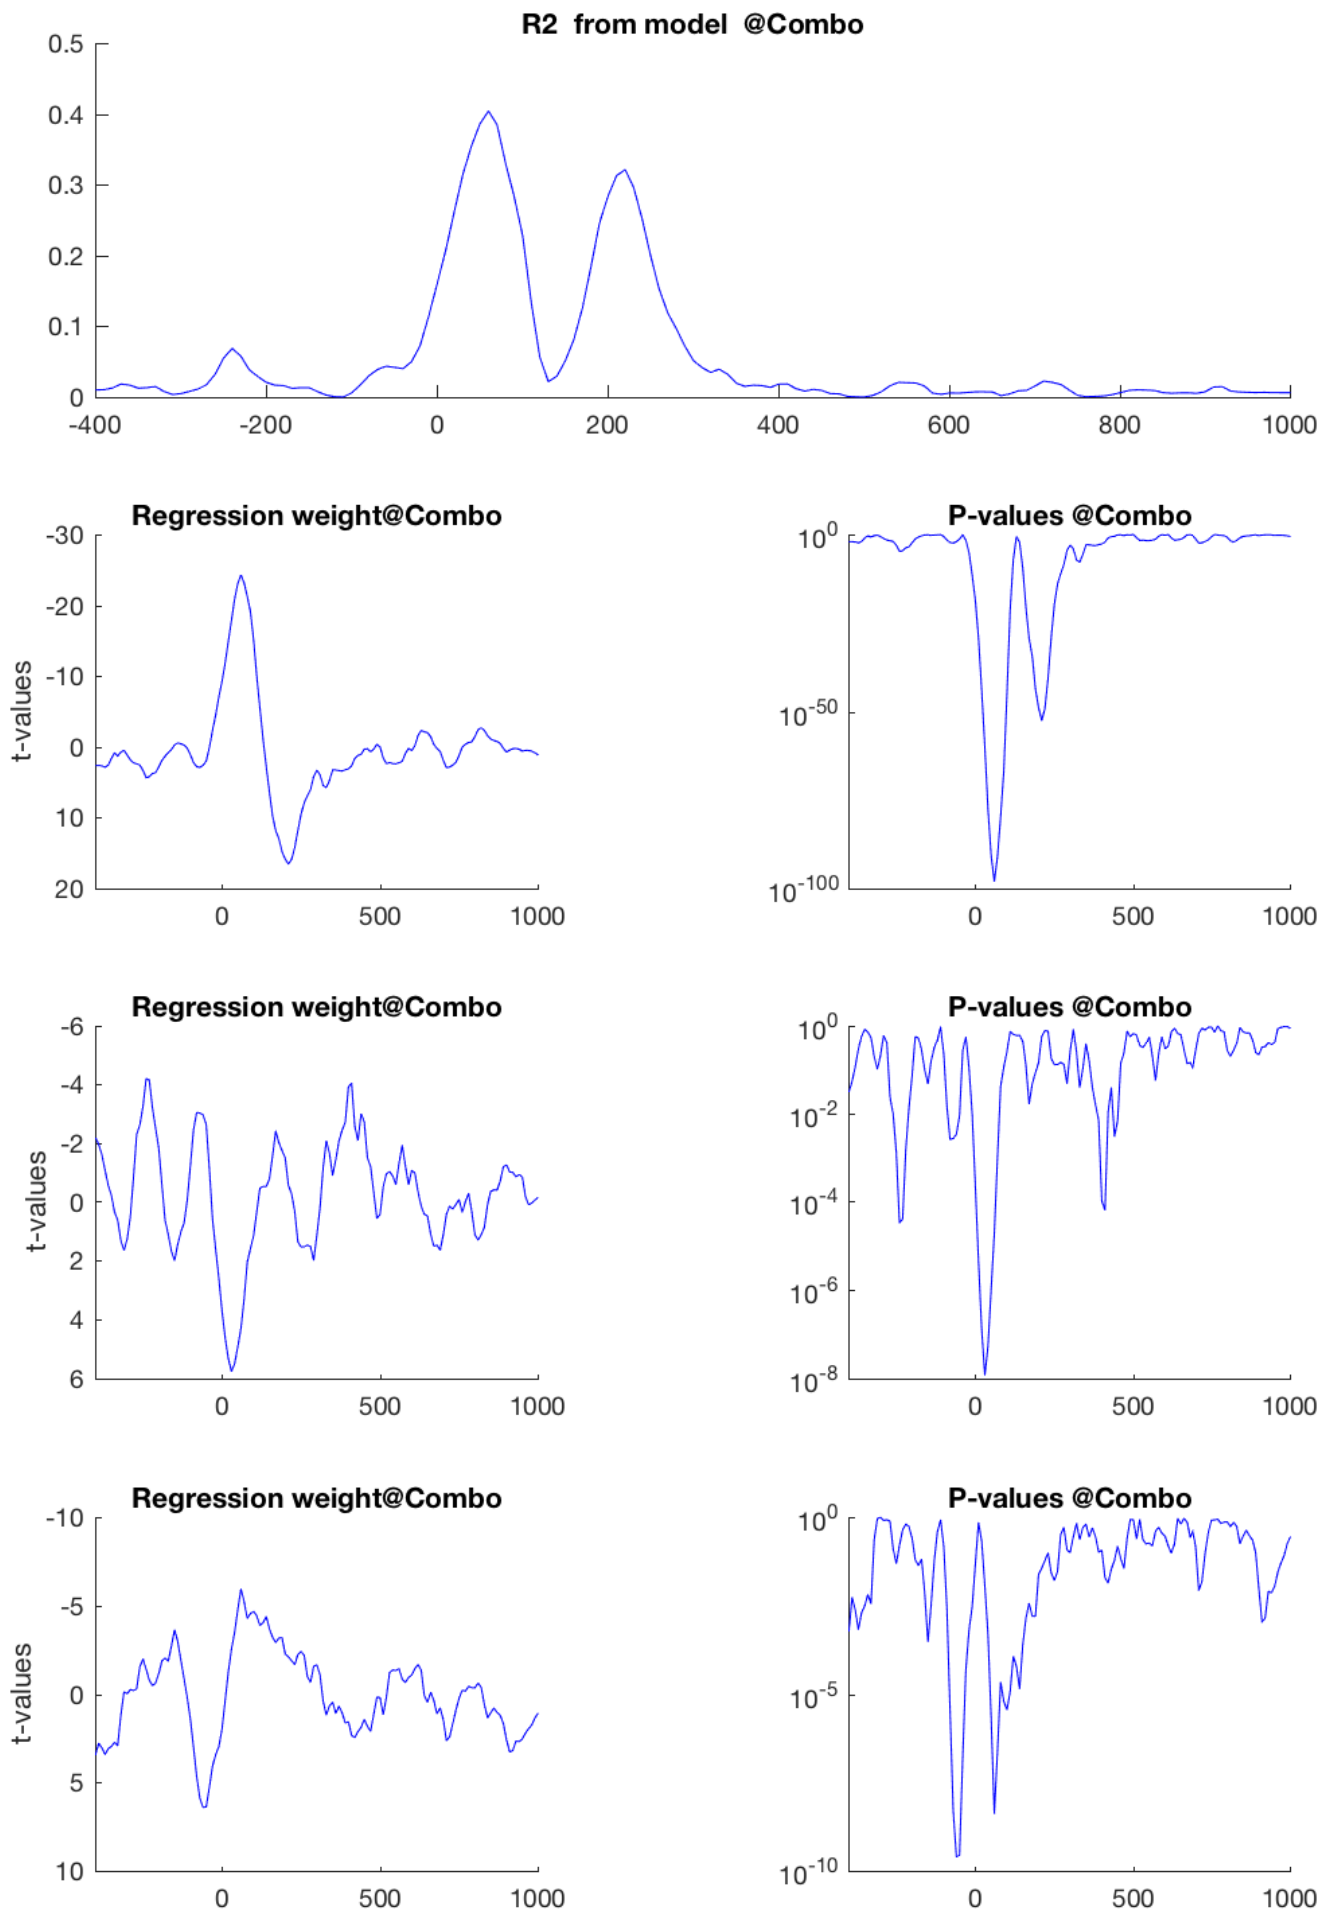 R2 from model @Combo
0.5
0.4
0.3
0.2
0.1
0
-400 -200 0 200 400 600 800 1000
Regression weight@Combo
-30
-20
-10
0
10
20
t-values
0 500 1000
P-values @Combo
10^0
10^-50
10^-100
0 500 1000
Regression weight@Combo
-6
-4
-2
0
2
4
6
t-values
0 500 1000
P-values @Combo
10^0
10^-2
10^-4
10^-6
10^-8
0 500 1000
Regression weight@Combo
-10
-5
0
5
10
t-values
0 500 1000
P-values @Combo
10^0
10^-5
10^-10
0 500 1000